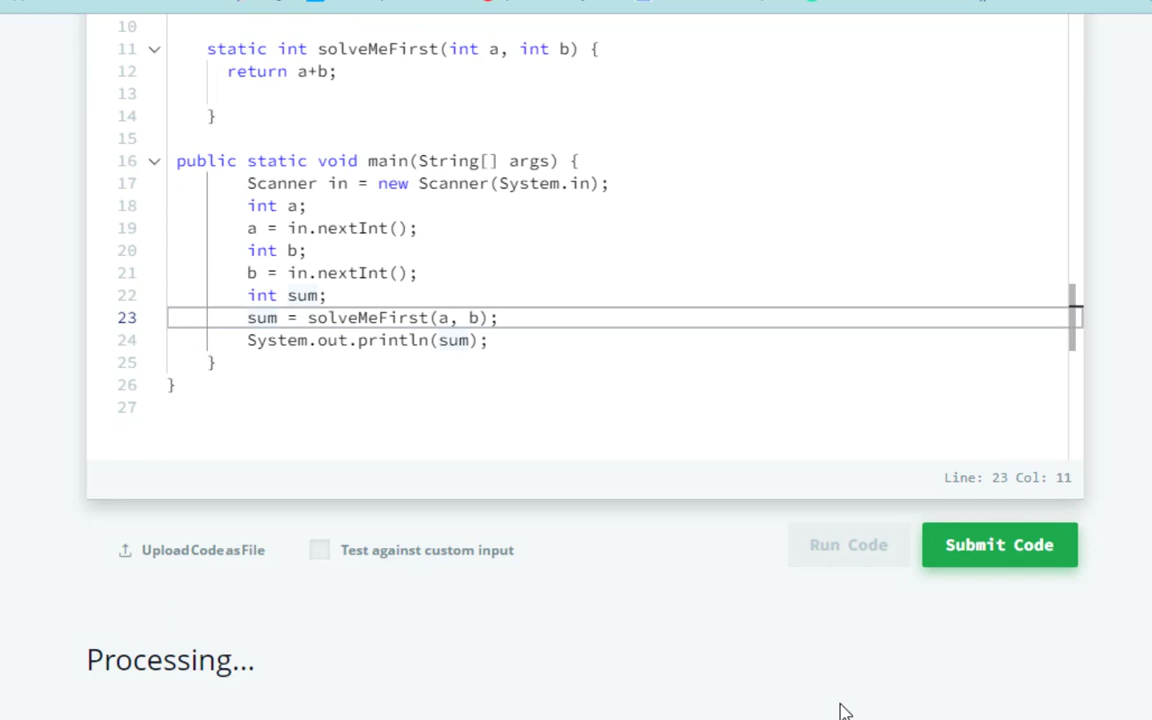 10
11 static int solveMeFirst(int a, int b) {
12 return a+b;
13
14 }
15
16 public static void main(String[] args) {
17 Scanner in = new Scanner(System.in);
18 int a;
19 a = in.nextInt();
20 int b;
21 b = in.nextInt();
22 int sum;
23 sum = solveMeFirst(a, b);
24 System.out.println(sum);
25 }
26 }
27
Line: 23 Col: 11
Upload Code as File Test against custom input Run Code Submit Code
Processing...